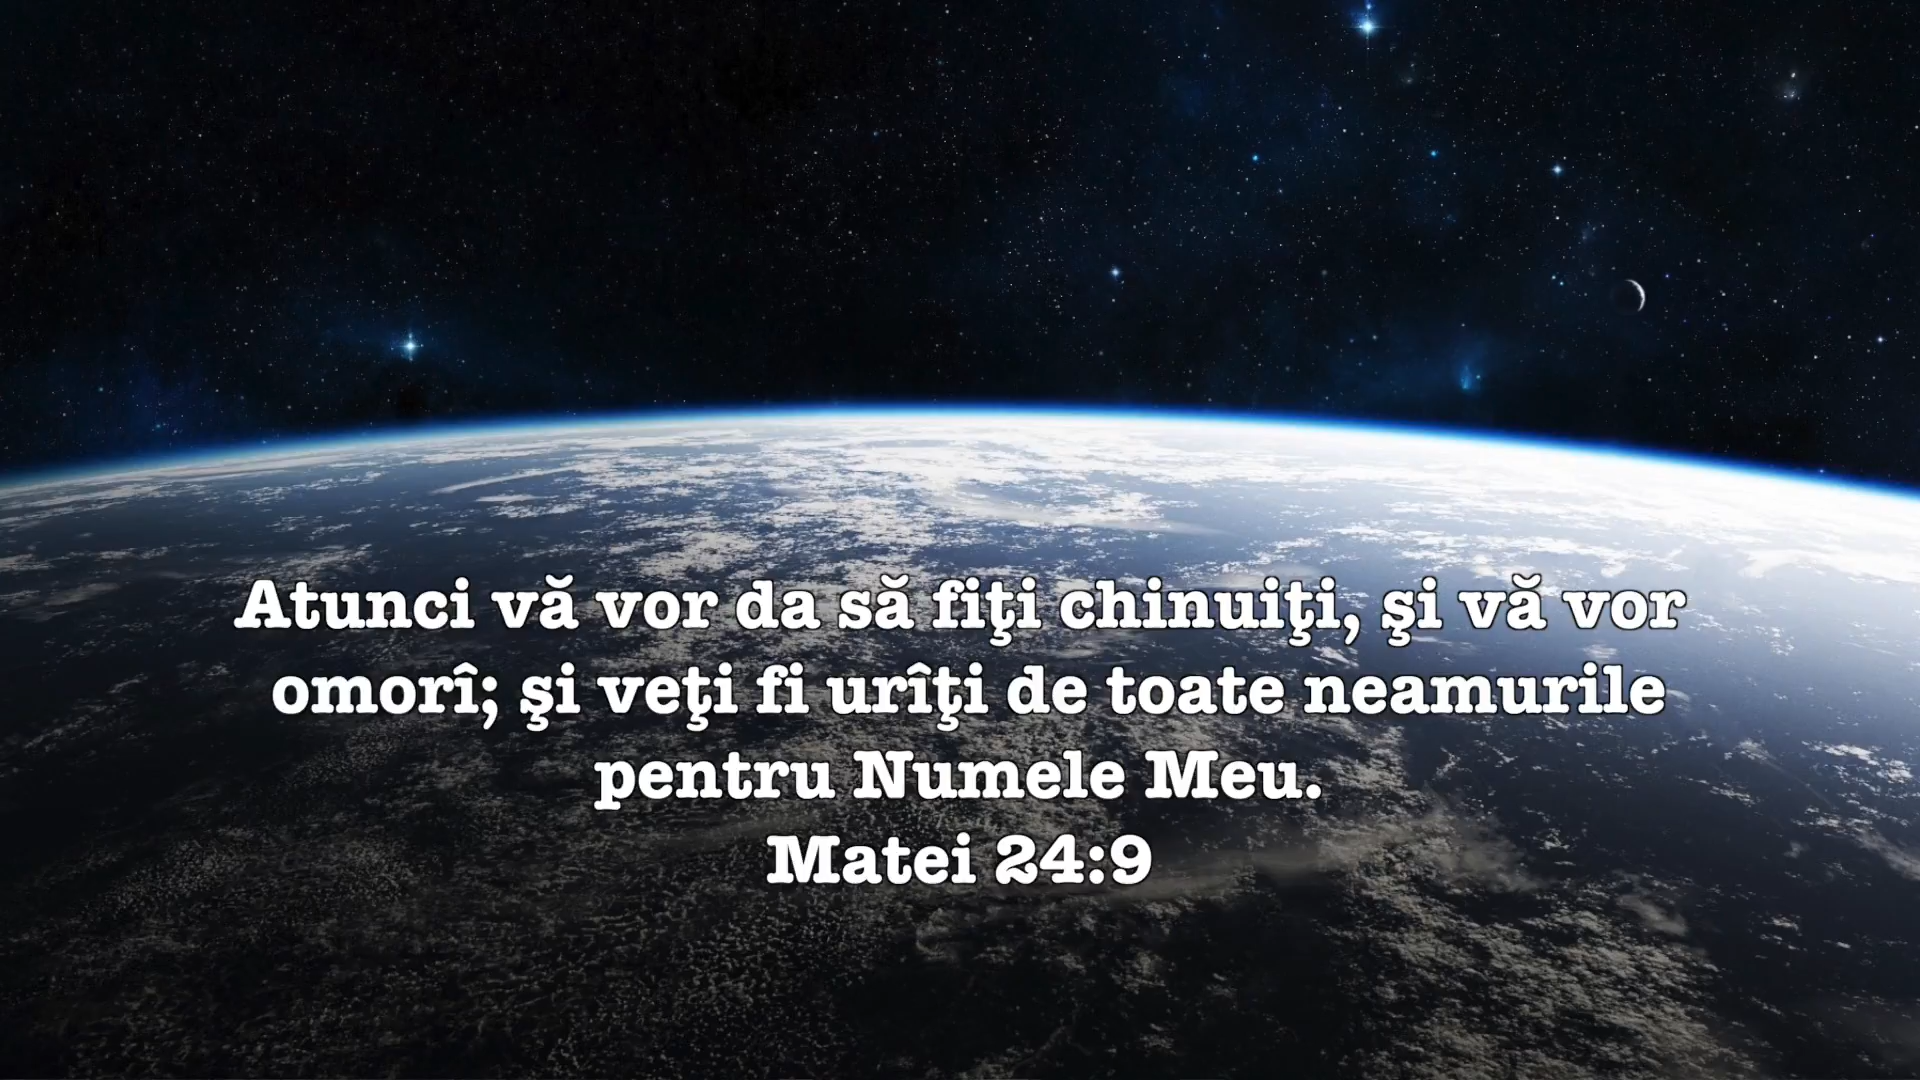 Atunci vă vor da să fiţi chinuiţi, şi vă vor
omorî; şi veţi fi urîţi de toate neamurile
pentru Numele Meu.
Matei 24:9